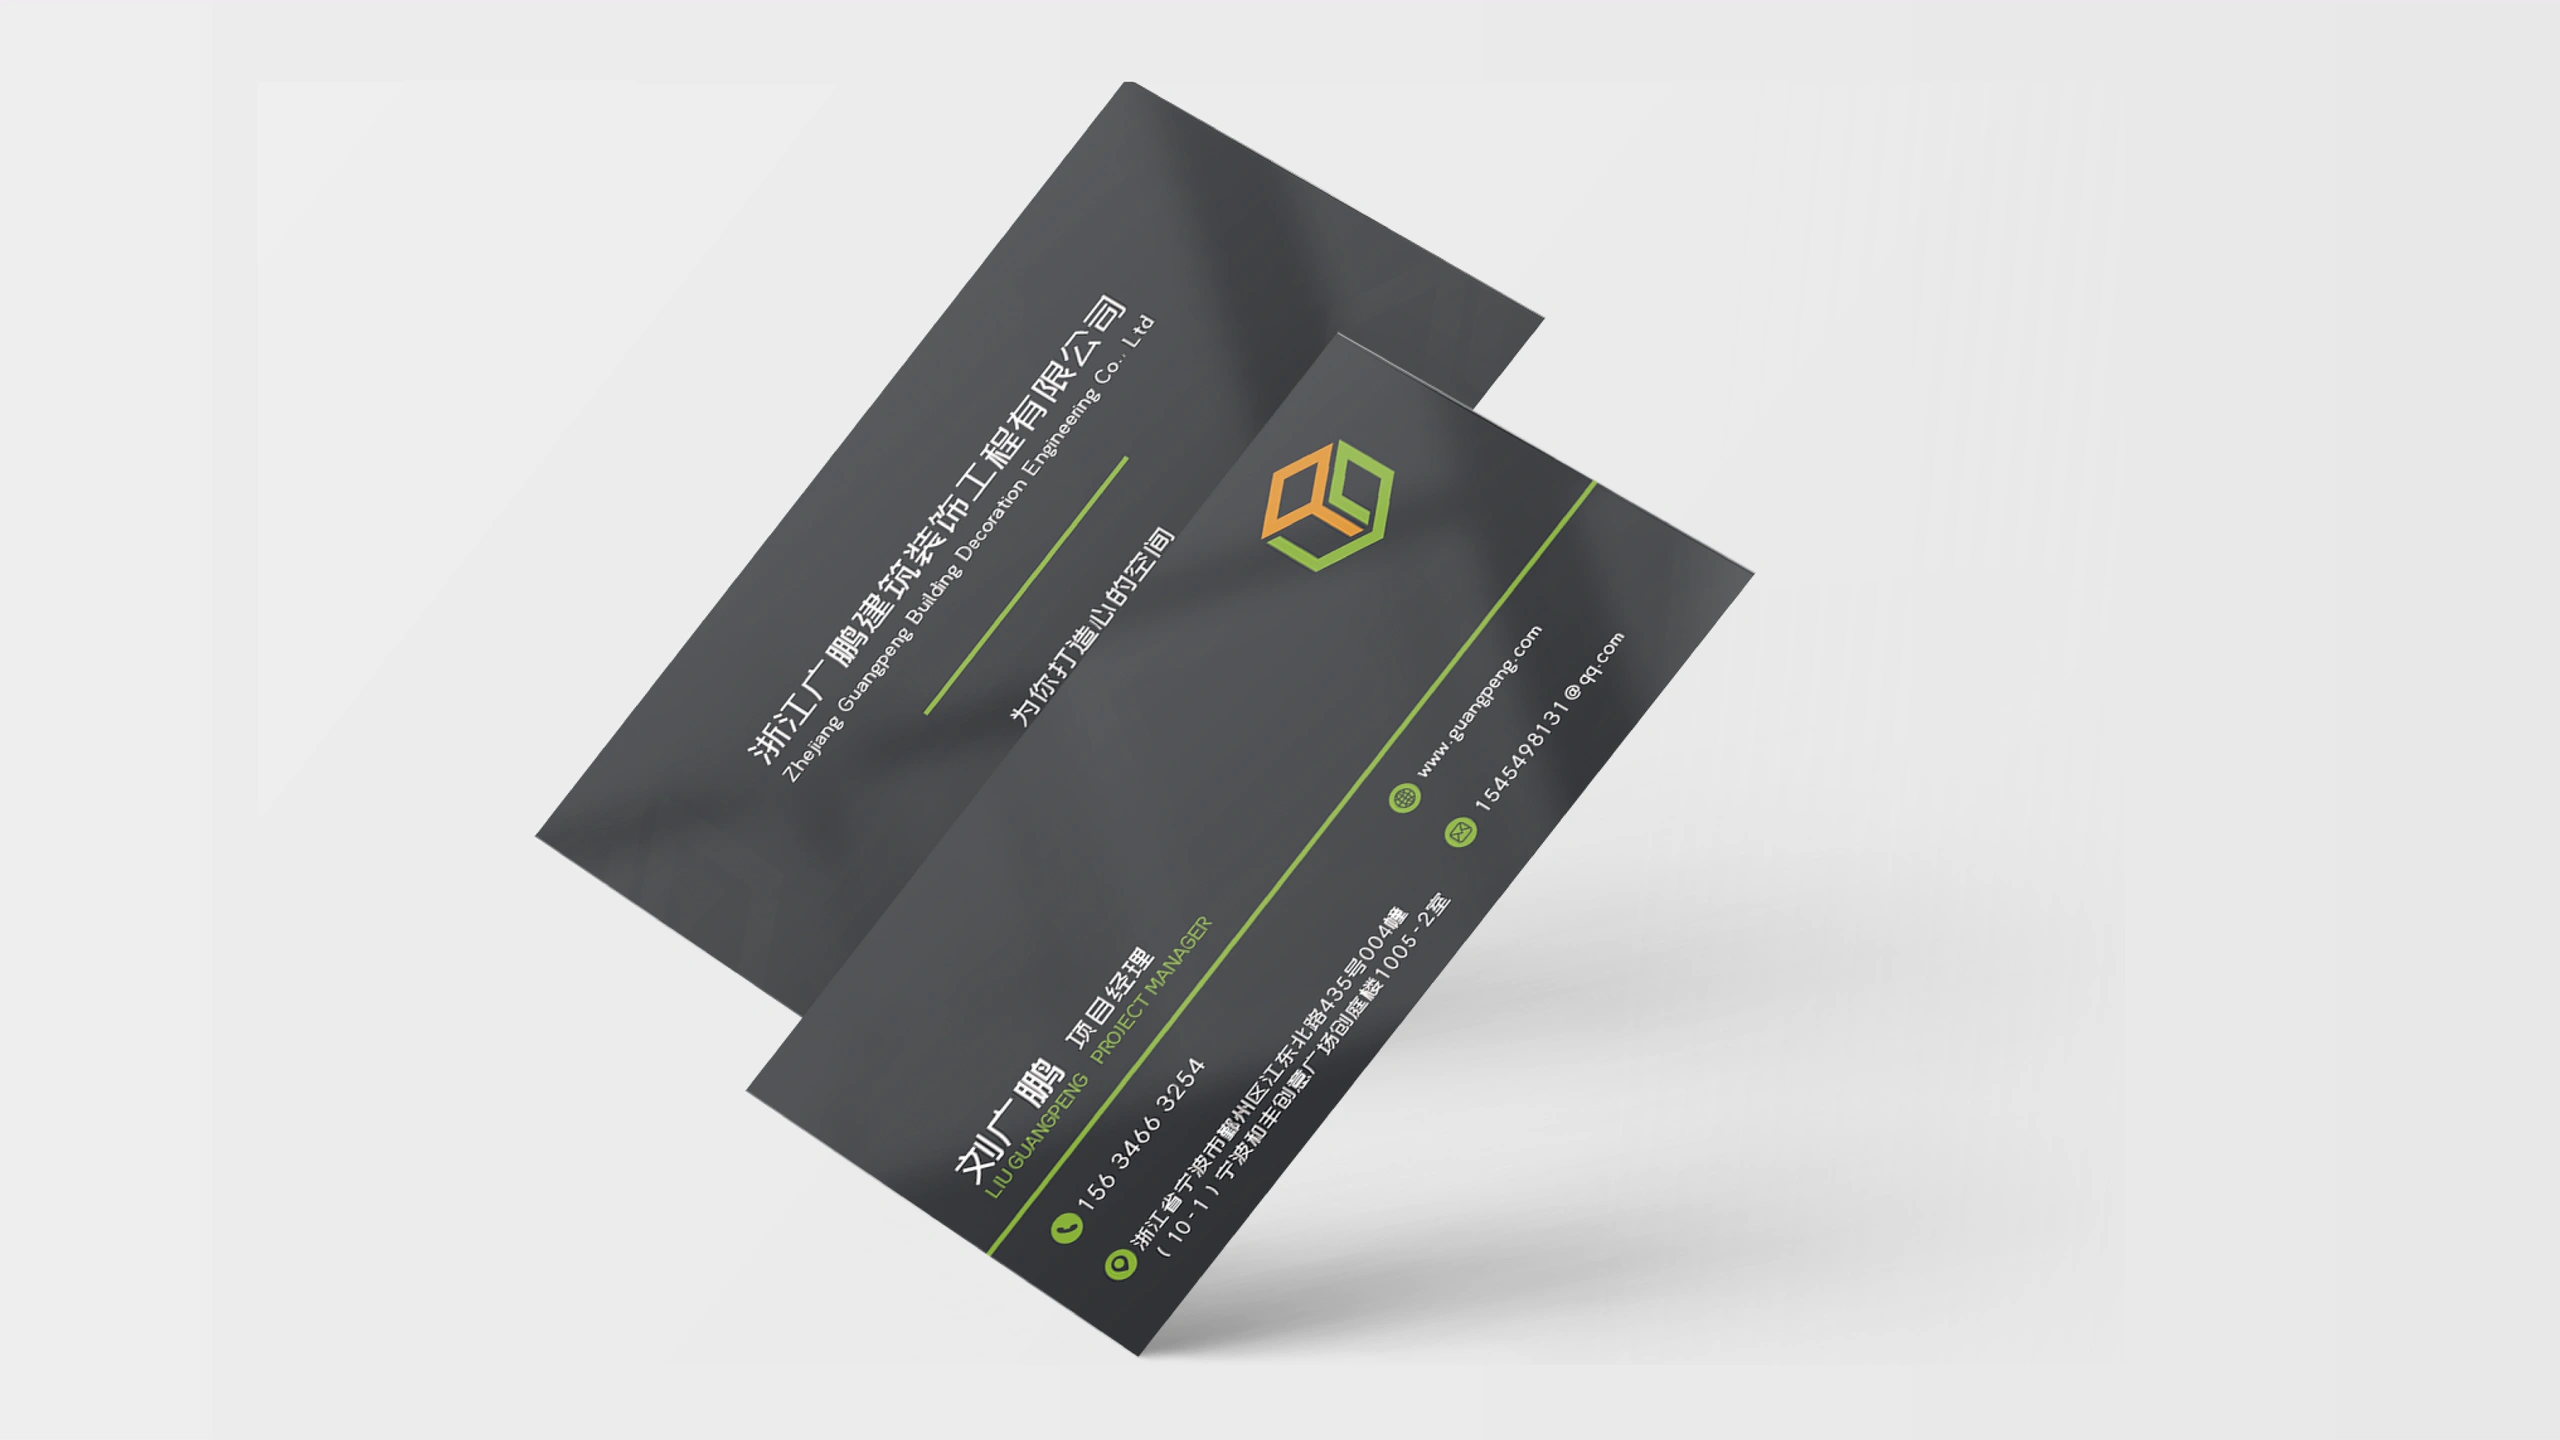 浙江广鹏建筑装饰工程有限公司
Zhejiang Guangpeng Building Decoration Engineering Co., Ltd
为你打造心的空间
刘广鹏 项目经理
LIU GUANGPENG PROJECT MANAGER
156 3466 3254
www.guangpeng.com
1545498131@qq.com
浙江省宁波市鄞州区江东北路435号004幢
(10-1)宁波和丰创意广场创庭楼1005-2室